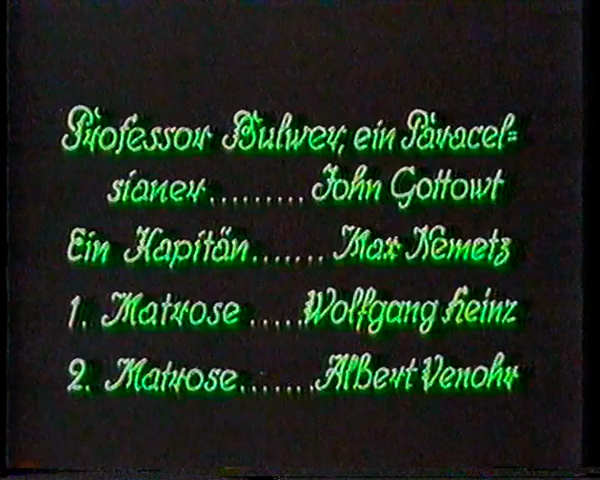 Professor Bulwer, ein Paracel=
sianer......... John Gottowt
Ein Kapitän....... Max Nemetz
1. Matrose ..... Wolfgang Heinz
2. Matrose....... Albert Venohr